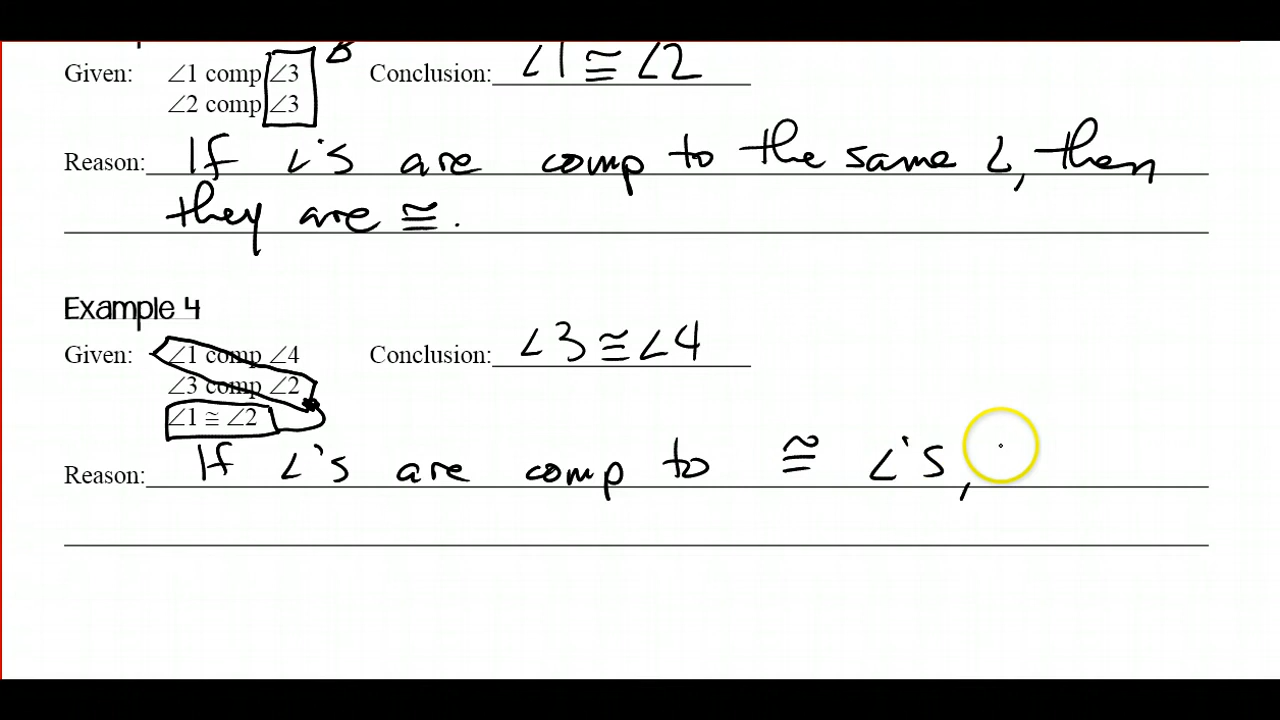 Given: ∠1 comp ∠3 B Conclusion: ∠1 ≅ ∠2
∠2 comp ∠3
Reason: If ∠'s are comp to the same ∠, then
they are ≅.
Example 4
Given: ∠1 comp ∠4 Conclusion: ∠3 ≅ ∠4
∠3 comp ∠2
∠1 ≅ ∠2
Reason: If ∠'s are comp to ≅ ∠'s,